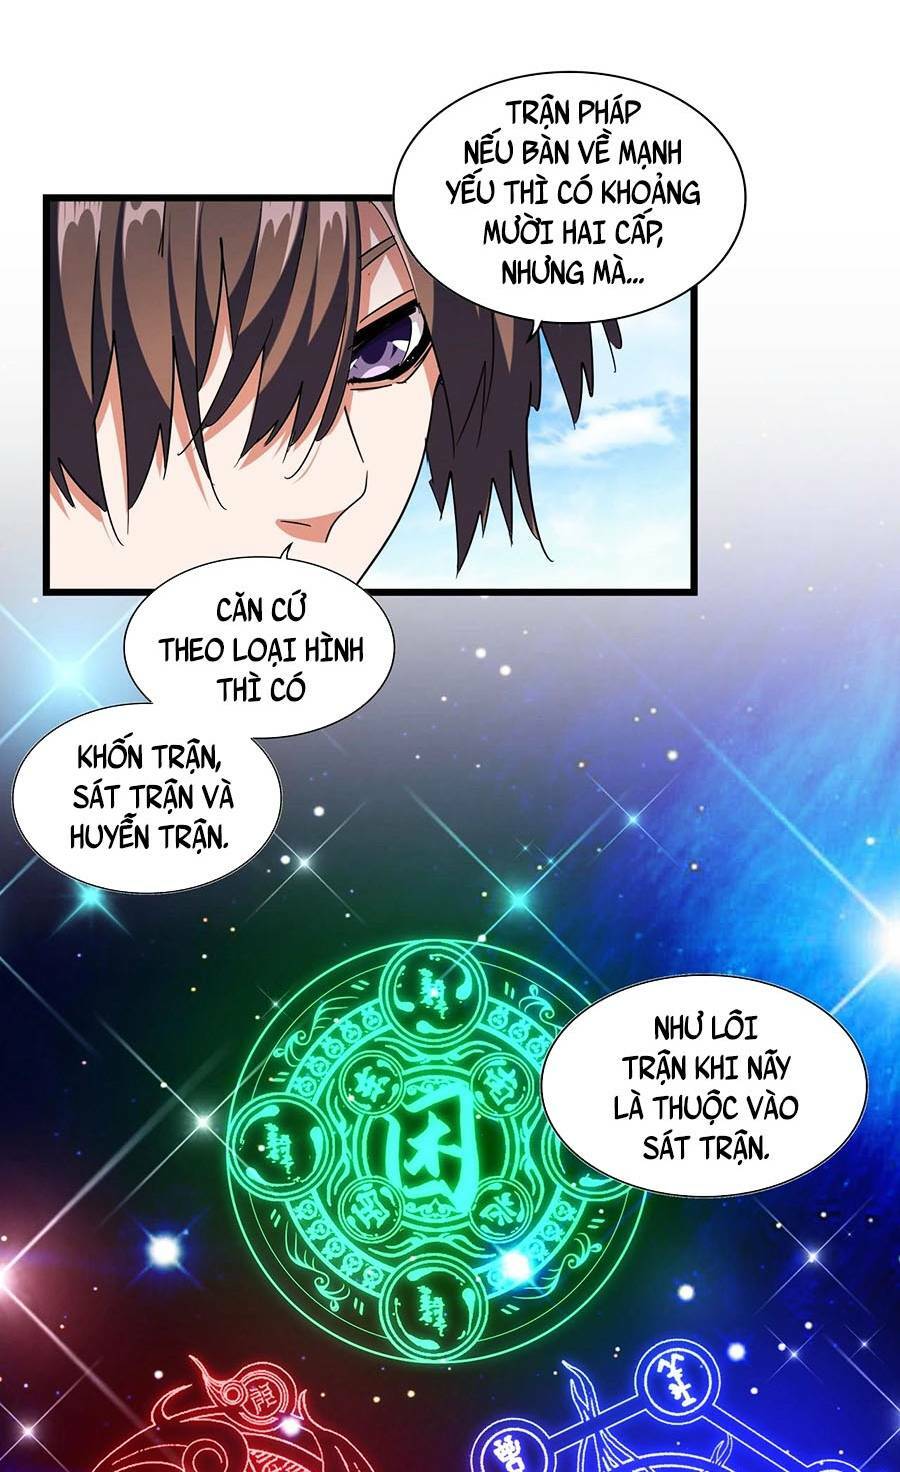 TRẬN PHÁP
NẾU BÀN VỀ MẠNH
YẾU THÌ CÓ KHOẢNG
MƯỜI HAI CẤP,
NHƯNG MÀ...
CĂN CỨ
THEO LOẠI HÌNH
THÌ CÓ
KHỐN TRẬN,
SÁT TRẬN VÀ
HUYỄN TRẬN.
NHƯ LÔI
TRẬN KHI NÃY
LÀ THUỘC VÀO
SÁT TRẬN.
困